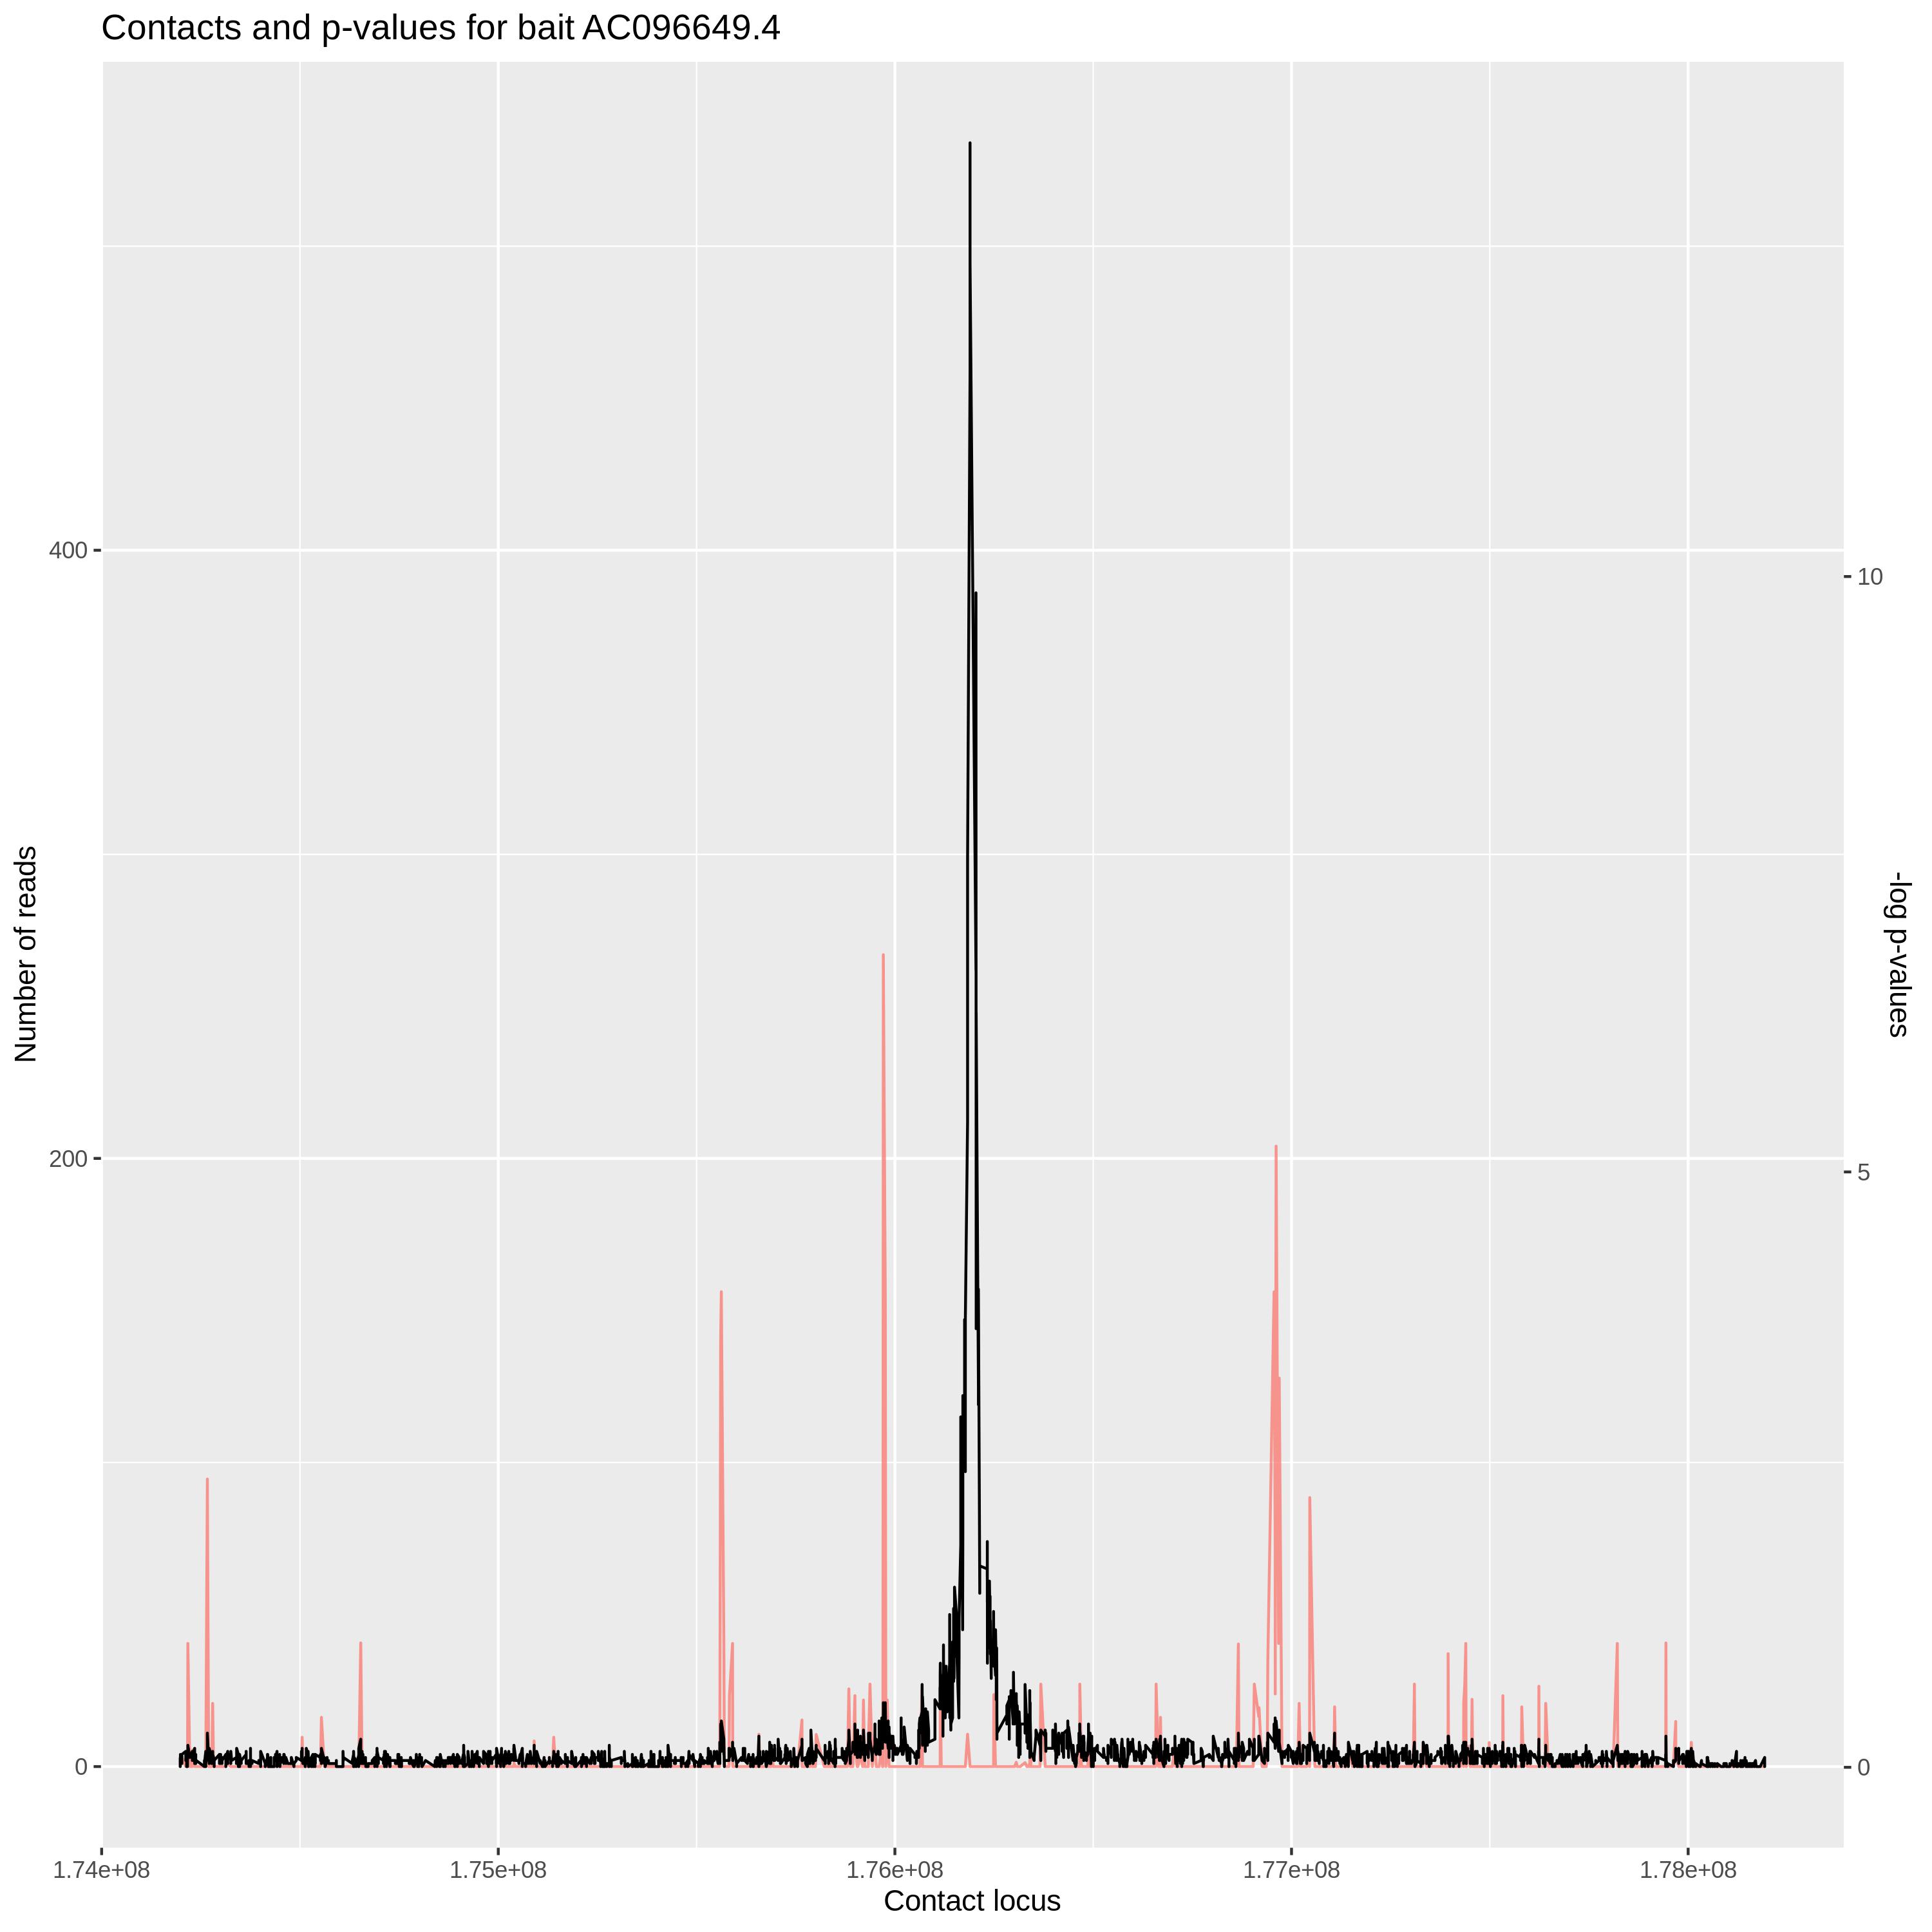 Contacts and p-values for bait AC096649.4
Number of reads
400
200
0
10
5
0
-log p-values
1.74e+08
1.75e+08
1.76e+08
1.77e+08
1.78e+08
Contact locus